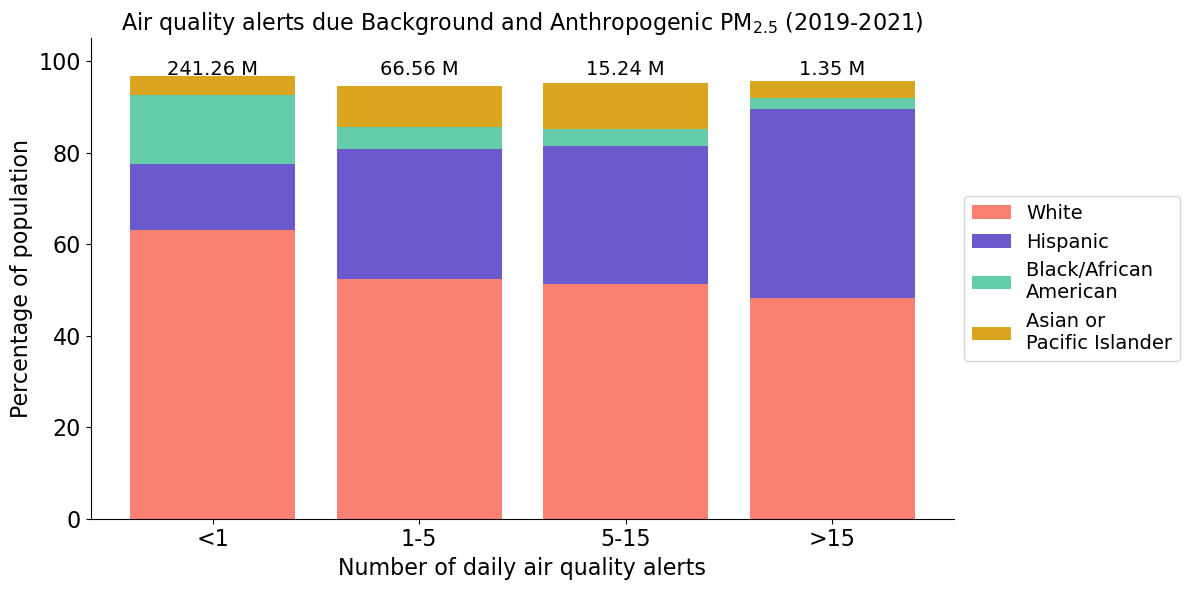 Air quality alerts due Background and Anthropogenic PM₂.₅ (2019-2021)
Percentage of population
100
80
60
40
20
0
241.26 M
66.56 M
15.24 M
1.35 M
<1
1-5
5-15
>15
Number of daily air quality alerts
White
Hispanic
Black/African
American
Asian or
Pacific Islander